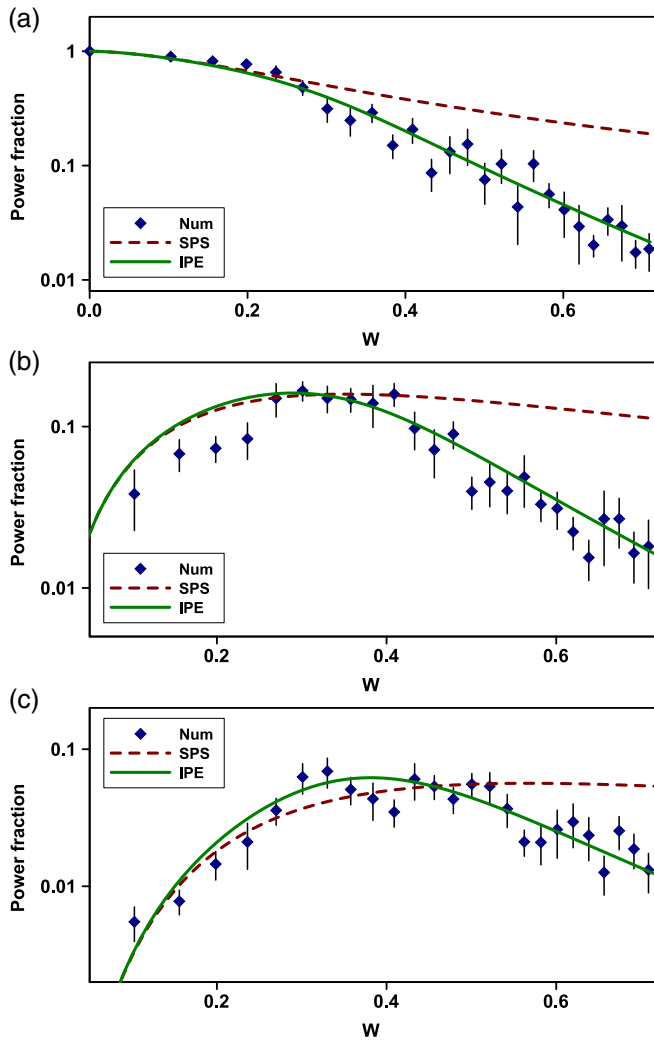 (a)
Power fraction
1
0.1
0.01
Num
SPS
IPE
0.0
0.2
0.4
0.6
W
(b)
Power fraction
0.1
0.01
Num
SPS
IPE
0.2
0.4
0.6
W
(c)
Power fraction
0.1
0.01
Num
SPS
IPE
0.2
0.4
0.6
W